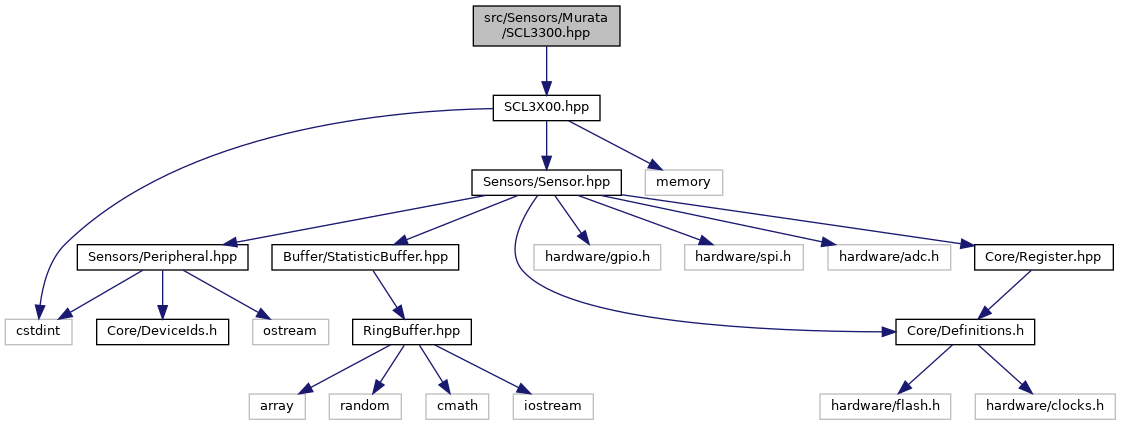 src/Sensors/Murata
/SCL3300.hpp
SCL3X00.hpp
Sensors/Sensor.hpp
memory
Sensors/Peripheral.hpp
Buffer/StatisticBuffer.hpp
hardware/gpio.h
hardware/spi.h
hardware/adc.h
Core/Register.hpp
cstdint
Core/DeviceIds.h
ostream
RingBuffer.hpp
Core/Definitions.h
array
random
cmath
iostream
hardware/flash.h
hardware/clocks.h